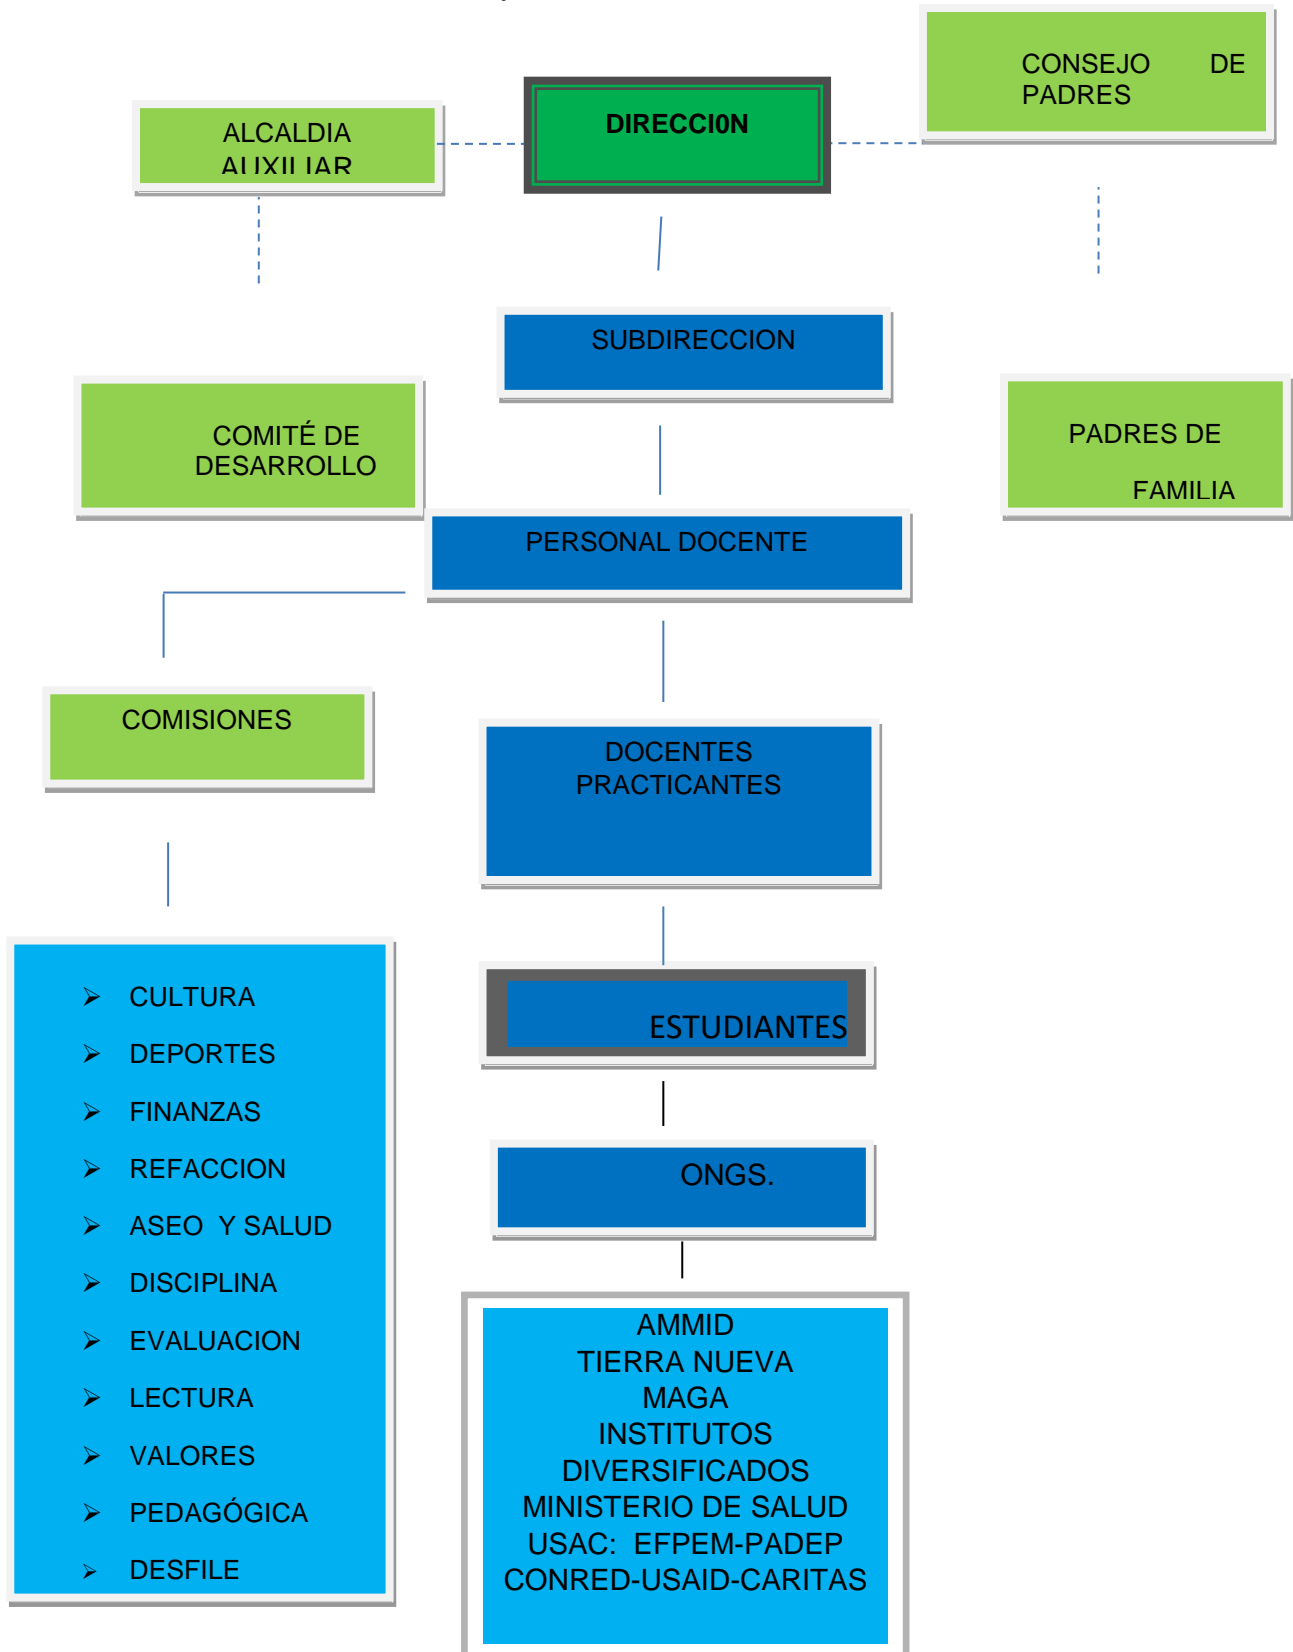 CONSEJO DE
PADRES
DIRECCI0N
ALCALDIA
AUXILIAR
SUBDIRECCION
COMITÉ DE
DESARROLLO
PADRES DE
FAMILIA
PERSONAL DOCENTE
COMISIONES
DOCENTES
PRACTICANTES
➢ CULTURA
➢ DEPORTES
➢ FINANZAS
➢ REFACCION
➢ ASEO Y SALUD
➢ DISCIPLINA
➢ EVALUACION
➢ LECTURA
➢ VALORES
➢ PEDAGÓGICA
➢ DESFILE
ESTUDIANTES
ONGS.
AMMID
TIERRA NUEVA
MAGA
INSTITUTOS
DIVERSIFICADOS
MINISTERIO DE SALUD
USAC: EFPEM-PADEP
CONRED-USAID-CARITAS